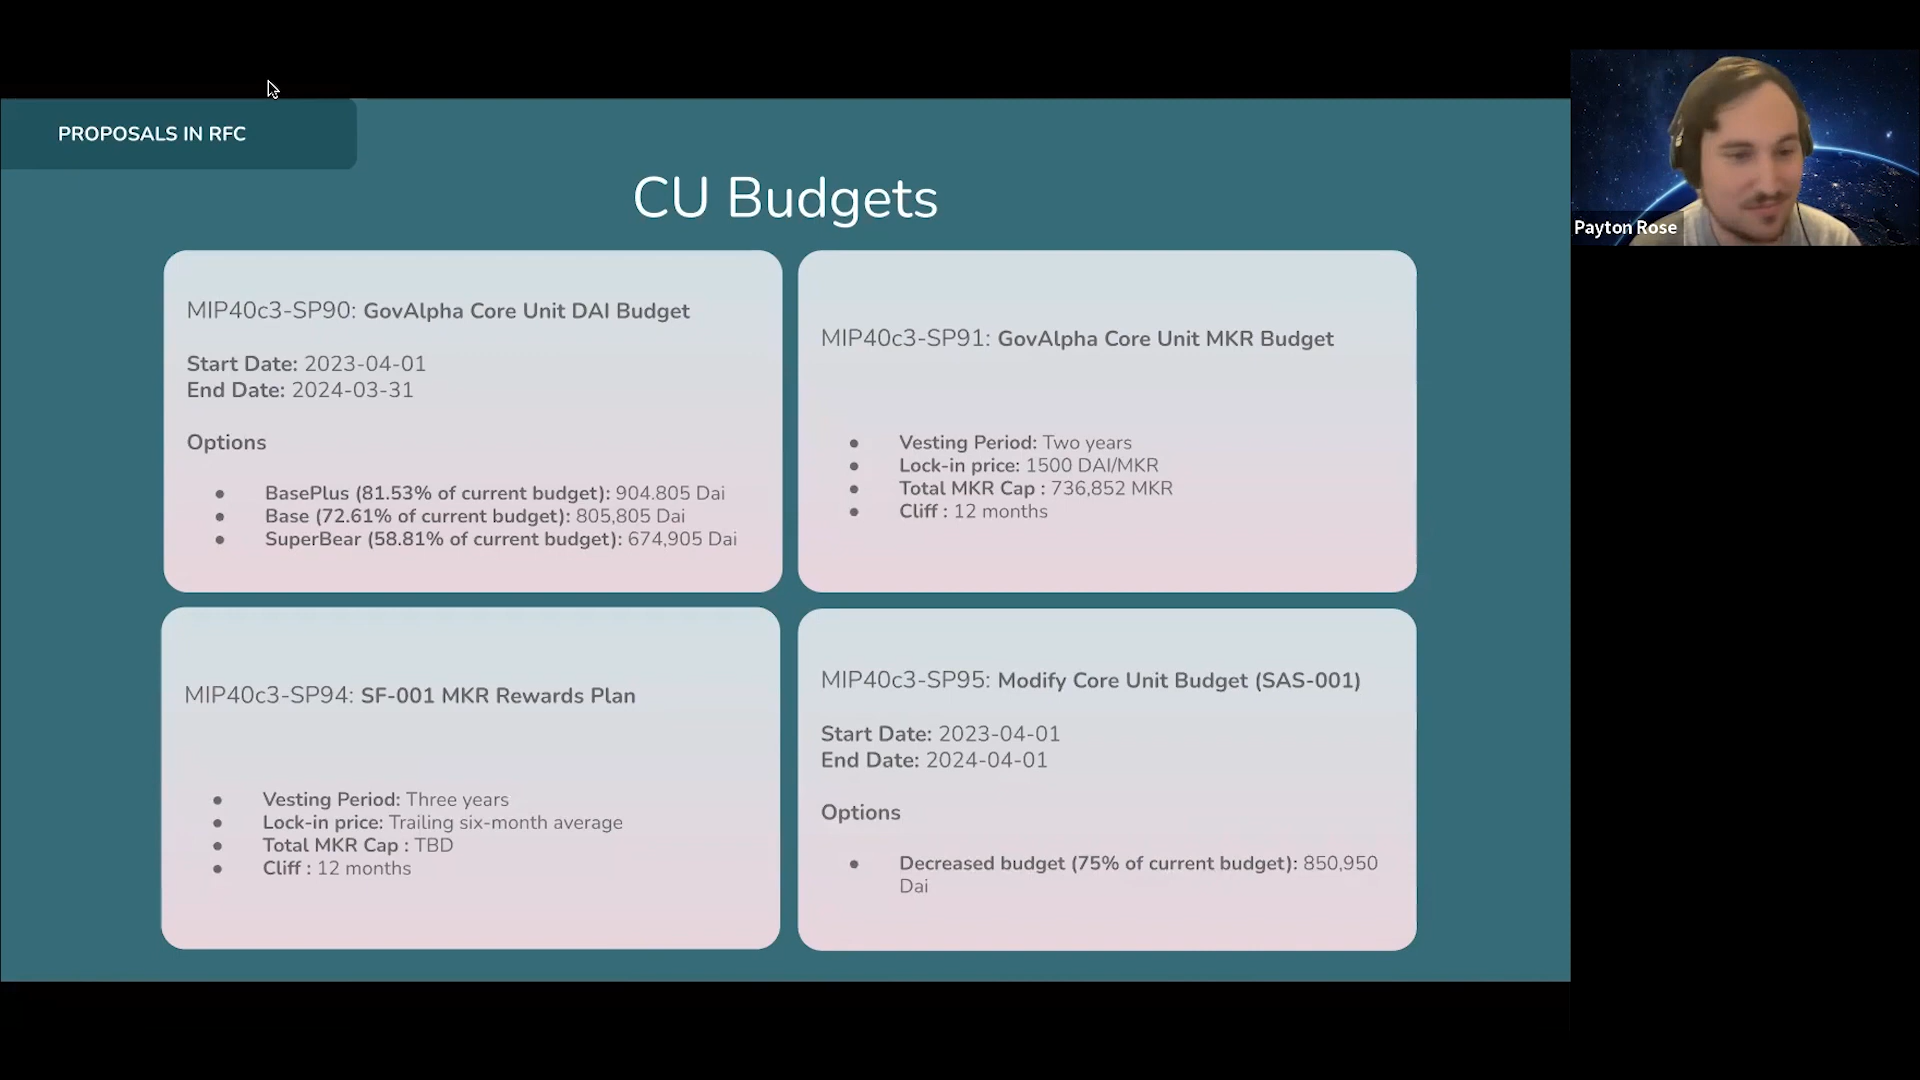 PROPOSALS IN RFC
CU Budgets
MIP40c3-SP90: GovAlpha Core Unit DAI Budget
Start Date: 2023-04-01
End Date: 2024-03-31
Options
● BasePlus (81.53% of current budget): 904.805 Dai
● Base (72.61% of current budget): 805,805 Dai
● SuperBear (58.81% of current budget): 674,905 Dai
MIP40c3-SP91: GovAlpha Core Unit MKR Budget
● Vesting Period: Two years
● Lock-in price: 1500 DAI/MKR
● Total MKR Cap : 736,852 MKR
● Cliff : 12 months
MIP40c3-SP94: SF-001 MKR Rewards Plan
● Vesting Period: Three years
● Lock-in price: Trailing six-month average
● Total MKR Cap : TBD
● Cliff : 12 months
MIP40c3-SP95: Modify Core Unit Budget (SAS-001)
Start Date: 2023-04-01
End Date: 2024-04-01
Options
● Decreased budget (75% of current budget): 850,950
Dai
Payton Rose